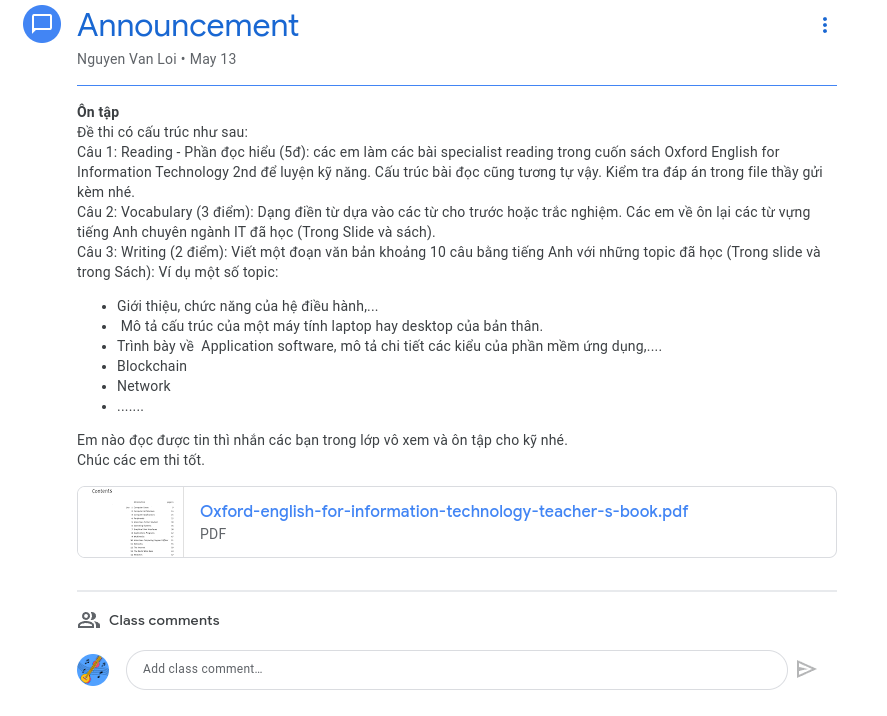 Announcement
Nguyen Van Loi • May 13
Ôn tập
Đề thi có cấu trúc như sau:
Câu 1: Reading - Phần đọc hiểu (5đ): các em làm các bài specialist reading trong cuốn sách Oxford English for
Information Technology 2nd để luyện kỹ năng. Cấu trúc bài đọc cũng tương tự vậy. Kiểm tra đáp án trong file thầy gửi
kèm nhé.
Câu 2: Vocabulary (3 điểm): Dạng điền từ dựa vào các từ cho trước hoặc trắc nghiệm. Các em về ôn lại các từ vựng
tiếng Anh chuyên ngành IT đã học (Trong Slide và sách).
Câu 3: Writing (2 điểm): Viết một đoạn văn bản khoảng 10 câu bằng tiếng Anh với những topic đã học (Trong slide và
trong Sách): Ví dụ một số topic:
• Giới thiệu, chức năng của hệ điều hành,...
• Mô tả cấu trúc của một máy tính laptop hay desktop của bản thân.
• Trình bày về  Application software, mô tả chi tiết các kiểu của phần mềm ứng dụng,....
• Blockchain
• Network
• .......
Em nào đọc được tin thì nhắn các bạn trong lớp vô xem và ôn tập cho kỹ nhé.
Chúc các em thi tốt.
Contents
Oxford-english-for-information-technology-teacher-s-book.pdf
PDF
Class comments
Add class comment…